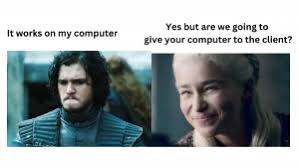 It works on my computer
Yes but are we going to
give your computer to the client?